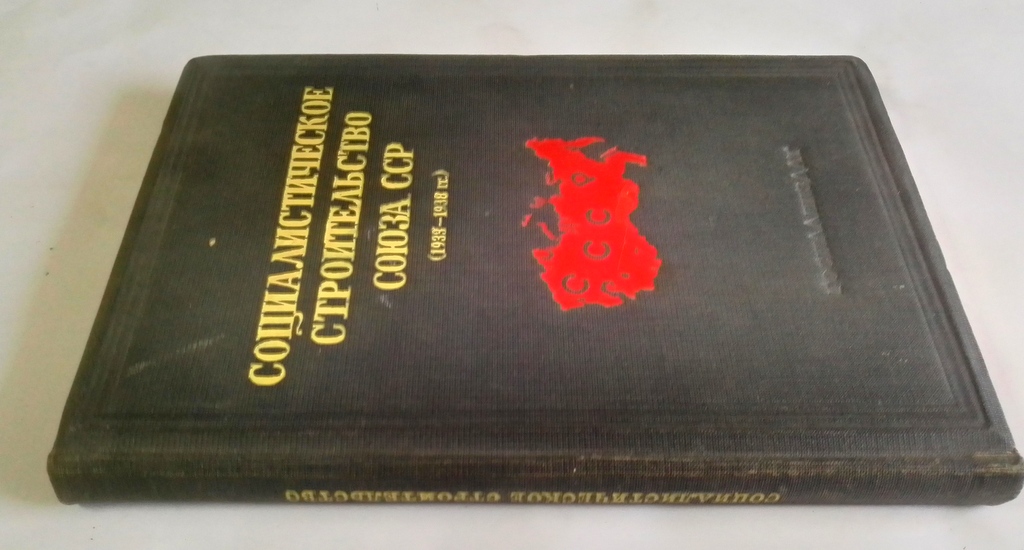 СОЦИАЛИСТИЧЕСКОЕ
СТРОИТЕЛЬСТВО
СОЮЗА ССР
(1933–1938 гг.)
СССР
СОЦИАЛИСТИЧЕСКОЕ СТРОИТЕЛЬСТВО